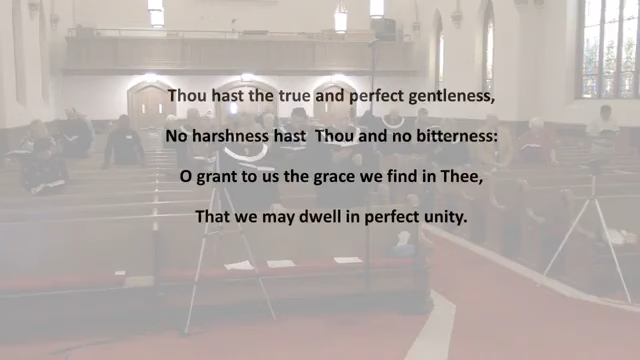 Thou hast the true and perfect gentleness,
No harshness hast Thou and no bitterness:
O grant to us the grace we find in Thee,
That we may dwell in perfect unity.